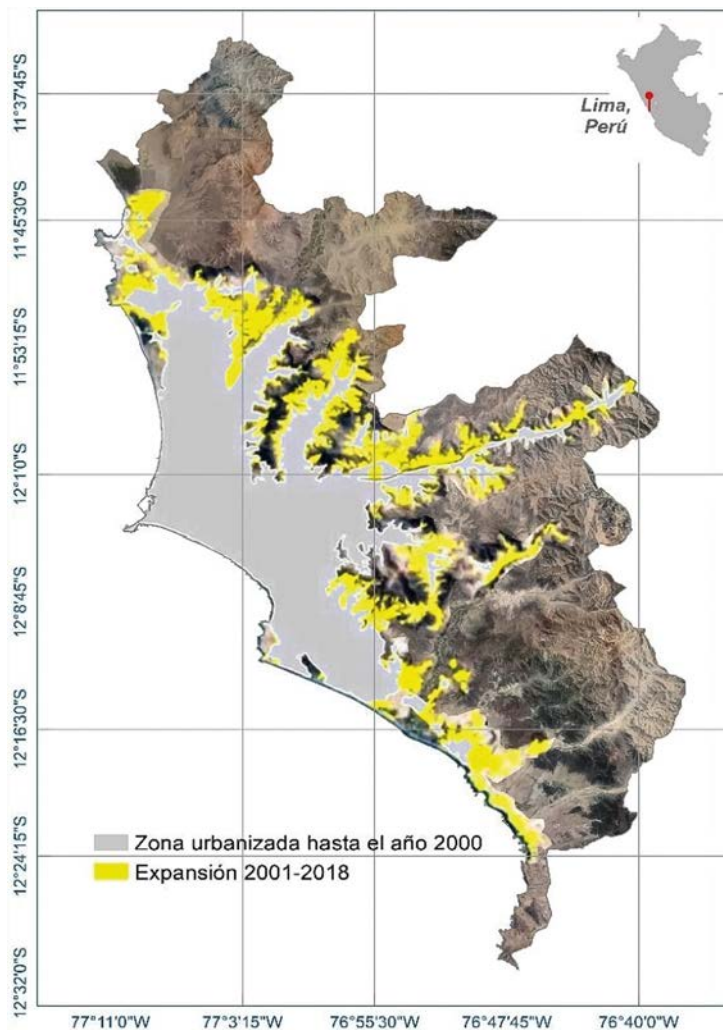 Lima,
Perú
11°37'45"S
11°45'30"S
11°53'15"S
12°10"S
12°8'45"S
12°16'30"S
12°24'15"S
12°32'0"S
Zona urbanizada hasta el año 2000
Expansión 2001-2018
77°11'0"W
77°3'15"W
76°55'30"W
76°47'45"W
76°40'0"W